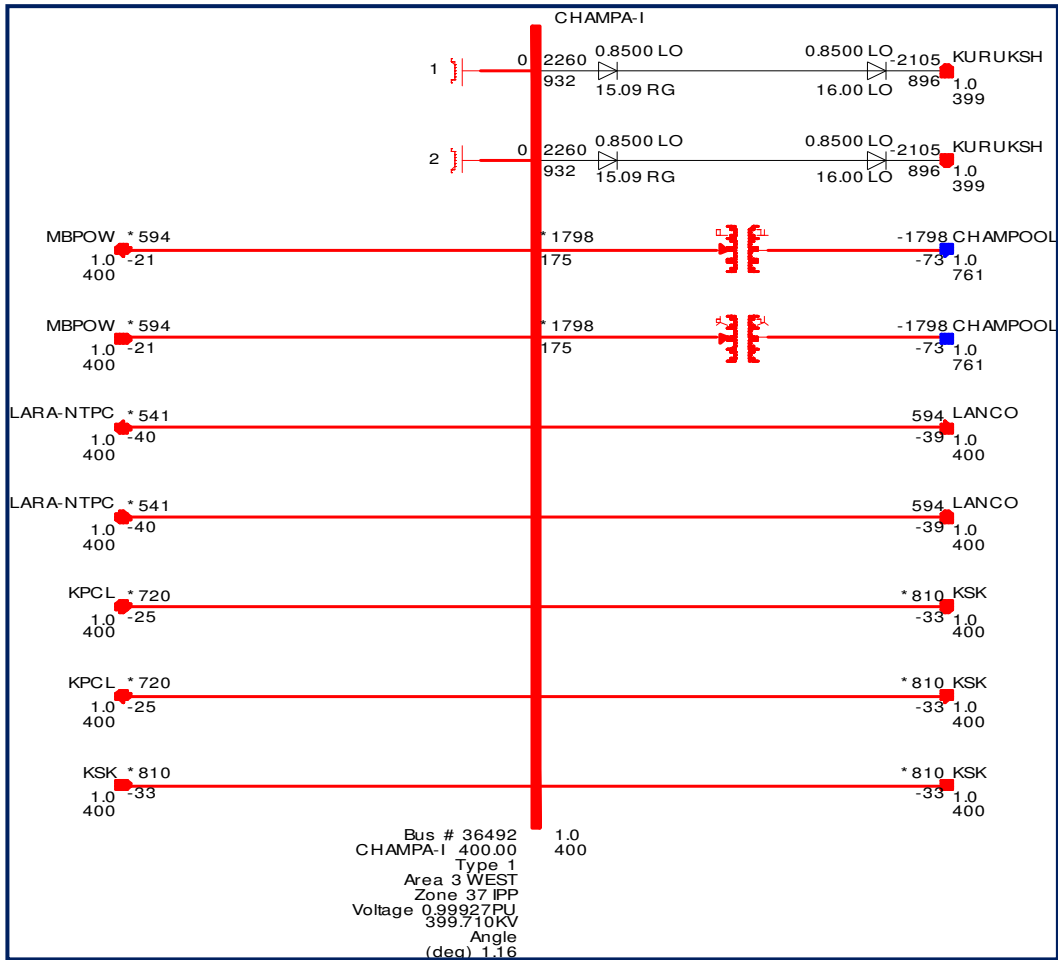 CHAMPA-I
1 0 2260 0.8500 LO 0.8500 LO -2105 KURUKSH
932 15.09 RG 16.00 LO 896 1.0
399
2 0 2260 0.8500 LO 0.8500 LO -2105 KURUKSH
932 15.09 RG 16.00 LO 896 1.0
399
MBPOW *594 *1798 -1798 CHAMPOOL
1.0 -21 175 -73 1.0
400 761
MBPOW *594 *1798 -1798 CHAMPOOL
1.0 -21 175 -73 1.0
400 761
LARA-NTPC *541 594 LANCO
1.0 -40 -39 1.0
400 400
LARA-NTPC *541 594 LANCO
1.0 -40 -39 1.0
400 400
KPCL *720 *810 KSK
1.0 -25 -33 1.0
400 400
KPCL *720 *810 KSK
1.0 -25 -33 1.0
400 400
KSK *810 *810 KSK
1.0 -33 -33 1.0
400 400
Bus # 36492 1.0
CHAMPA-I 400.00 400
Type 1
Area 3 WEST
Zone 37 IPP
Voltage 0.99927PU
399.710KV
Angle
(deg) 1.16